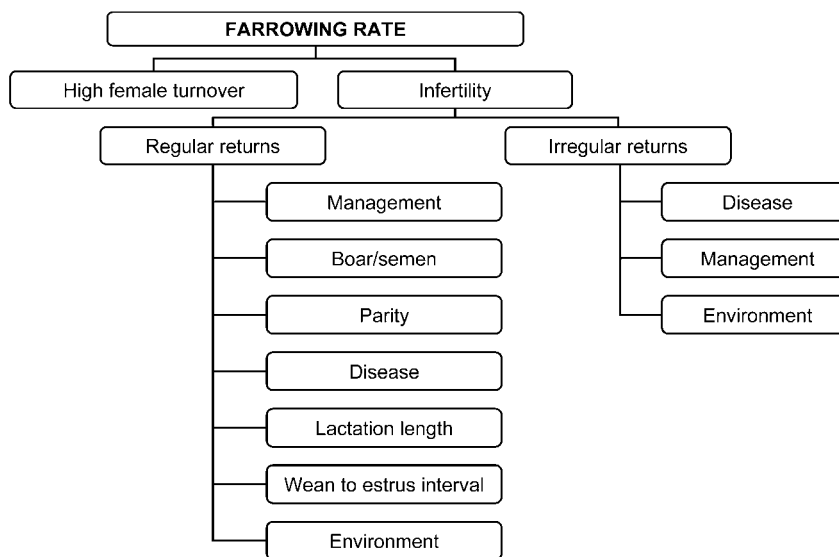 FARROWING RATE
High female turnover
Infertility
Regular returns
Irregular returns
Management
Boar/semen
Parity
Disease
Lactation length
Wean to estrus interval
Environment
Disease
Management
Environment